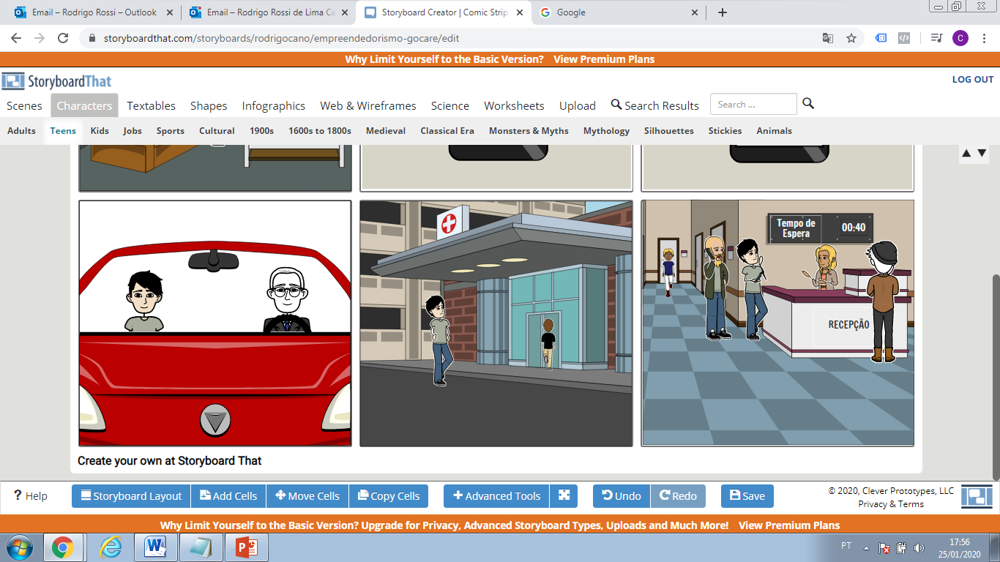 Email – Rodrigo Rossi – Outlook
Email – Rodrigo Rossi de Lima Ca
Storyboard Creator | Comic Strip
Google
storyboardthat.com/storyboards/rodrigocano/empreendedorismo-gocare/edit
C
Why Limit Yourself to the Basic Version? View Premium Plans
StoryboardThat
LOG OUT
Scenes Characters Textables Shapes Infographics Web & Wireframes Science Worksheets Upload Search Results Search ...
Adults Teens Kids Jobs Sports Cultural 1900s 1600s to 1800s Medieval Classical Era Monsters & Myths Mythology Silhouettes Stickies Animals
Tempo de
Espera
00:40
RECEPÇÃO
Create your own at Storyboard That
? Help
Storyboard Layout Add Cells Move Cells Copy Cells Advanced Tools Undo Redo Save
© 2020, Clever Prototypes, LLC
Privacy & Terms
Why Limit Yourself to the Basic Version? Upgrade for Privacy, Advanced Storyboard Types, Uploads and Much More! View Premium Plans
PT
17:56
25/01/2020